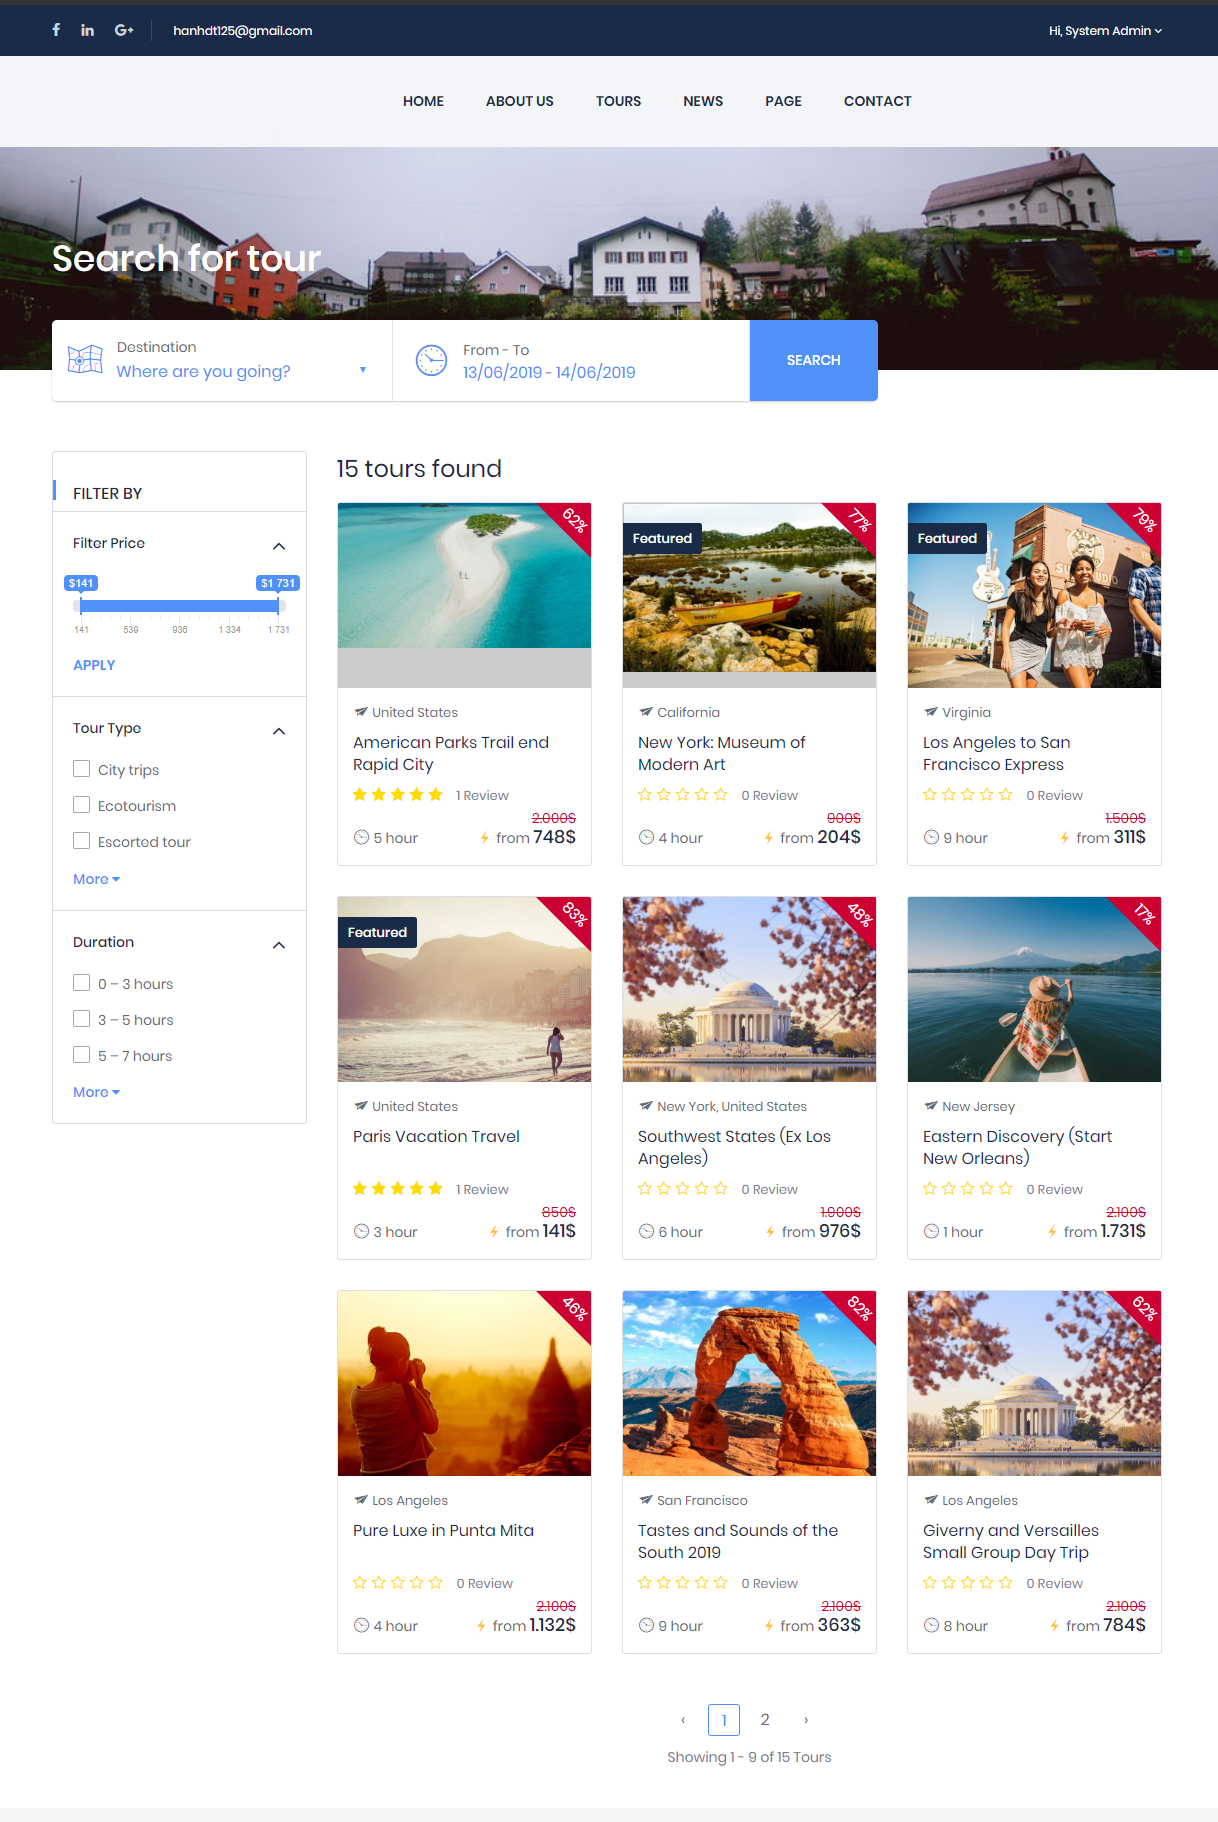 hanhdt125@gmail.com
Hi, System Admin
HOME ABOUT US TOURS NEWS PAGE CONTACT
Search for tour
Destination
Where are you going?
From - To
13/06/2019 - 14/06/2019
SEARCH
FILTER BY
Filter Price
$141 $1 731
141 539 936 1 334 1 731
APPLY
Tour Type
City trips
Ecotourism
Escorted tour
More
Duration
0 – 3 hours
3 – 5 hours
5 – 7 hours
More
15 tours found
62%
United States
American Parks Trail end
Rapid City
1 Review
2.000$
5 hour from 748$
Featured
77%
California
New York: Museum of
Modern Art
0 Review
900$
4 hour from 204$
Featured
79%
Virginia
Los Angeles to San
Francisco Express
0 Review
1.500$
9 hour from 311$
Featured
83%
United States
Paris Vacation Travel
1 Review
850$
3 hour from 141$
48%
New York, United States
Southwest States (Ex Los
Angeles)
0 Review
1.900$
6 hour from 976$
17%
New Jersey
Eastern Discovery (Start
New Orleans)
0 Review
2.100$
1 hour from 1.731$
46%
Los Angeles
Pure Luxe in Punta Mita
0 Review
2.100$
4 hour from 1.132$
82%
San Francisco
Tastes and Sounds of the
South 2019
0 Review
2.100$
9 hour from 363$
62%
Los Angeles
Giverny and Versailles
Small Group Day Trip
0 Review
2.100$
8 hour from 784$
‹ 1 2 ›
Showing 1 - 9 of 15 Tours